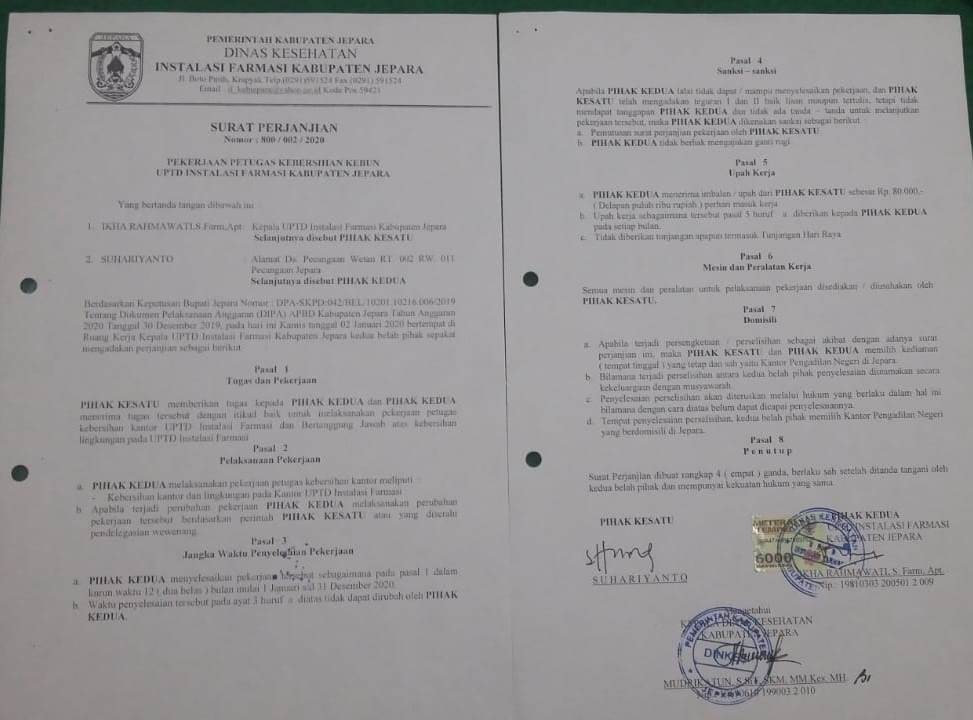 JEPARA
PEMERINTAH KABUPATEN JEPARA
DINAS KESEHATAN
INSTALASI FARMASI KABUPATEN JEPARA
Jl. Boto Putih, Krapyak Telp.(0291) 591524 Fax (0291) 591524
Email : Kode Pos 59421
SURAT PERJANJIAN
Nomor : 800 / 002 / 2020
PEKERJAAN PETUGAS KEBERSIHAN KEBUN
UPTD INSTALASI FARMASI KABUPATEN JEPARA
Yang bertanda tangan dibawah ini :
1. IKHA RAHMAWATI,S.Farm,Apt: Kepala UPTD Instalasi Farmasi Kabupaten Jepara
Selanjutnya disebut PIHAK KESATU
2. SUHARIYANTO : Alamat Ds. Pecangaan Wetan RT. 002 RW. 011
Pecangaan Jepara
Selanjutnya disebut PIHAK KEDUA
Berdasarkan Keputusan Bupati Jepara Nomor : DPA-SKPD:042/BEL/10201.10216.006/2019
Tentang Dokumen Pelaksanaan Anggaran (DIPA) APBD Kabupaten Jepara Tahun Anggaran
2020 Tanggal 30 Desember 2019, pada hari ini Kamis tanggal 02 Januari 2020 bertempat di
Ruang Kerja Kepala UPTD Instalasi Farmasi Kabupaten Jepara kedua belah pihak sepakat
mengadakan perjanjian sebagai berikut
Pasal 1
Tugas dan Pekerjaan
PIHAK KESATU memberikan tugas kepada PIHAK KEDUA dan PIHAK KEDUA
menerima tugas tersebut dengan itikad baik untuk melaksanakan pekerjaan petugas
kebersihan kantor UPTD Instalasi Farmasi dan Bertanggung Jawab atas kebersihan
lingkungan pada UPTD Instalasi Farmasi
Pasal 2
Pelaksanaan Pekerjaan
a. PIHAK KEDUA melaksanakan pekerjaan petugas kebersihan kantor meliputi :
- Kebersihan kantor dan lingkungan pada Kantor UPTD Instalasi Farmasi
b. Apabila terjadi perubahan pekerjaan PIHAK KEDUA melaksanakan perubahan
pekerjaan tersebut berdasarkan perintah PIHAK KESATU atau yang diserahi
pendelegasian wewenang.
Pasal 3
Jangka Waktu Penyelesaian Pekerjaan
a. PIHAK KEDUA menyelesaikan pekerjaan tersebut sebagaimana pada pasal 1 dalam
kurun waktu 12 ( dua belas ) bulan mulai 1 Januari s/d 31 Desember 2020.
b. Waktu penyelesaian tersebut pada ayat 3 huruf a diatas tidak dapat dirubah oleh PIHAK
KEDUA.
Pasal 4
Sanksi – sanksi
Apabila PIHAK KEDUA lalai tidak dapat / mampu menyelesaikan pekerjaan, dan PIHAK
KESATU telah mengadakan teguran I dan II baik lisan maupun tertulis, tetapi tidak
mendapat tanggapan PIHAK KEDUA dan tidak ada tanda – tanda untuk melanjutkan
pekerjaan tersebut, maka PIHAK KEDUA dikenakan sanksi sebagai berikut
a. Pemutusan surat perjanjian pekerjaan oleh PIHAK KESATU.
b. PIHAK KEDUA tidak berhak mengajukan ganti rugi
Pasal 5
Upah Kerja
a. PIHAK KEDUA menerima imbalan / upah dari PIHAK KESATU sebesar Rp. 80.000,-
( Delapan puluh ribu rupiah ) perhari masuk kerja
b. Upah kerja sebagaimana tersebut pasal 5 huruf a diberikan kepada PIHAK KEDUA
pada setiap bulan.
c. Tidak diberikan tunjangan apapun termasuk Tunjangan Hari Raya
Pasal 6
Mesin dan Peralatan Kerja
Semua mesin dan peralatan untuk pelaksanaan pekerjaan disediakan / diusahakan oleh
PIHAK KESATU.
Pasal 7
Domisili
a. Apabila terjadi persengketaan / perselisihan sebagai akibat dengan adanya surat
perjanjian ini, maka PIHAK KESATU dan PIHAK KEDUA memilih kediaman
( tempat tinggal ) yang tetap dan sah yaitu Kantor Pengadilan Negeri di Jepara.
b. Bilamana terjadi perselisihan antara kedua belah pihak penyelesaian diutamakan secara
kekeluargaan dengan musyawarah.
c. Penyelesaian perselisihan akan diteruskan melalui hukum yang berlaku dalam hal ini
bilamana dengan cara diatas belum dapat dicapai penyelesaiannya.
d. Tempat penyelesaian perselisihan, kedua belah pihak memilih Kantor Pengadilan Negeri
yang berdomisili di Jepara.
Pasal 8
Penutup
Surat Perjanjian dibuat rangkap 4 ( empat ) ganda, berlaku sah setelah ditanda tangani oleh
kedua belah pihak dan mempunyai kekuatan hukum yang sama.
PIHAK KESATU
SUHARIYANTO
PIHAK KEDUA
UPTD INSTALASI FARMASI
KABUPATEN JEPARA
METERAI
TEMPEL
6000
IKHA RAHMAWATI, S. Farm, Apt.
Nip.: 19810303 200501 2 009
Mengetahui
KEPALA DINAS KESEHATAN
KABUPATEN JEPARA
PEMERINTAH KABUPATEN
JEPARA
MUDRIKATUN, SKM, MM.Kes, MH.
199003 2 010